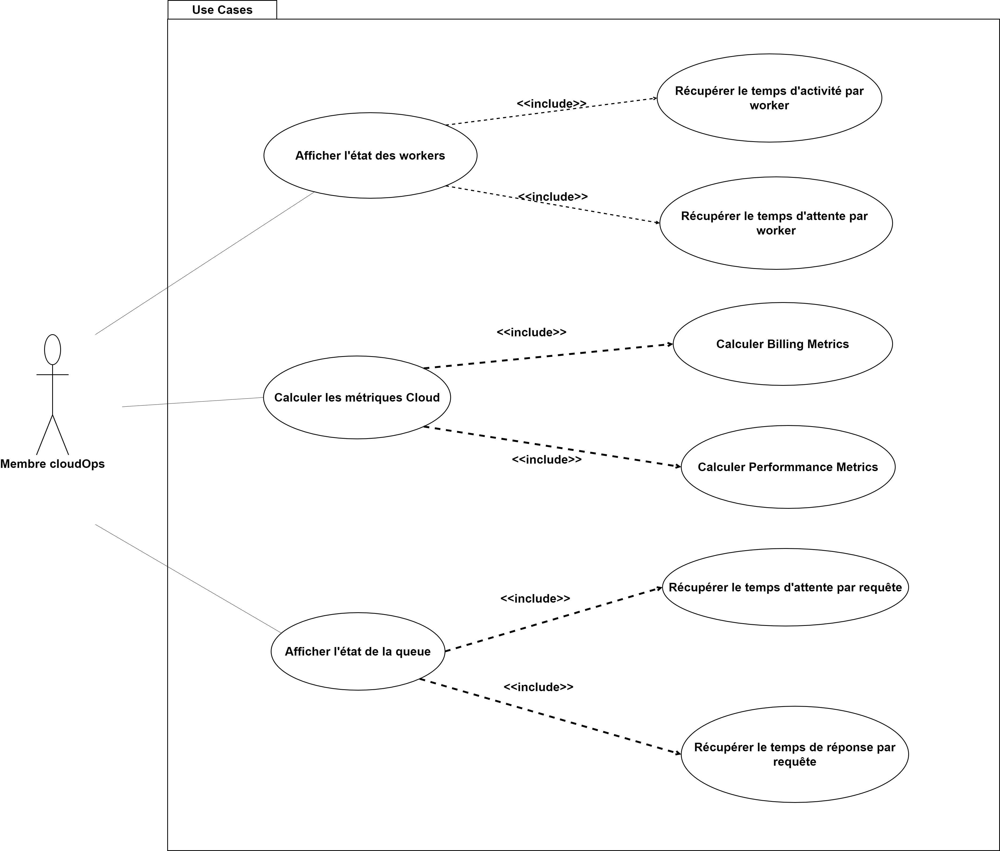 Use Cases
<<include>>
Récupérer le temps d'activité par
worker
Afficher l'état des workers
<<include>>
Récupérer le temps d'attente par
worker
<<include>>
Calculer Billing Metrics
Calculer les métriques Cloud
<<include>>
Calculer Performmance Metrics
Membre cloudOps
<<include>>
Récupérer le temps d'attente par requête
Afficher l'état de la queue
<<include>>
Récupérer le temps de réponse par
requête